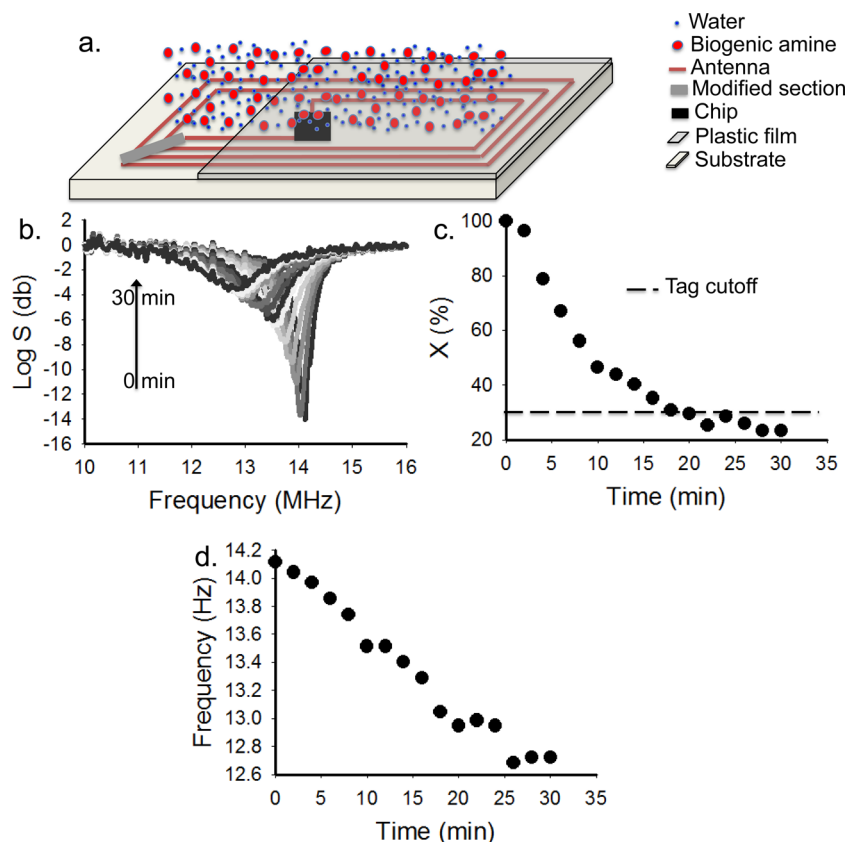 a.
Water
Biogenic amine
Antenna
Modified section
Chip
Plastic film
Substrate
b.
2
0
-2
-4
-6
-8
-10
-12
-14
-16
Log S (db)
30 min
0 min
10 11 12 13 14 15 16
Frequency (MHz)
c.
100
80
60
40
20
X (%)
Tag cutoff
0 5 10 15 20 25 30 35
Time (min)
d.
14.2
14.0
13.8
13.6
13.4
13.2
13.0
12.8
12.6
Frequency (Hz)
0 5 10 15 20 25 30 35
Time (min)